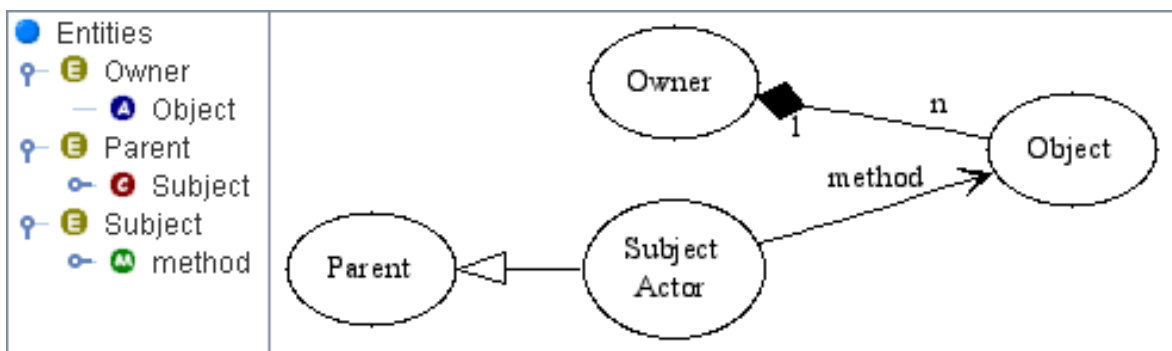 Entities
E Owner
A Object
E Parent
C Subject
E Subject
M method
Owner
1
n
Object
method
Parent
Subject
Actor